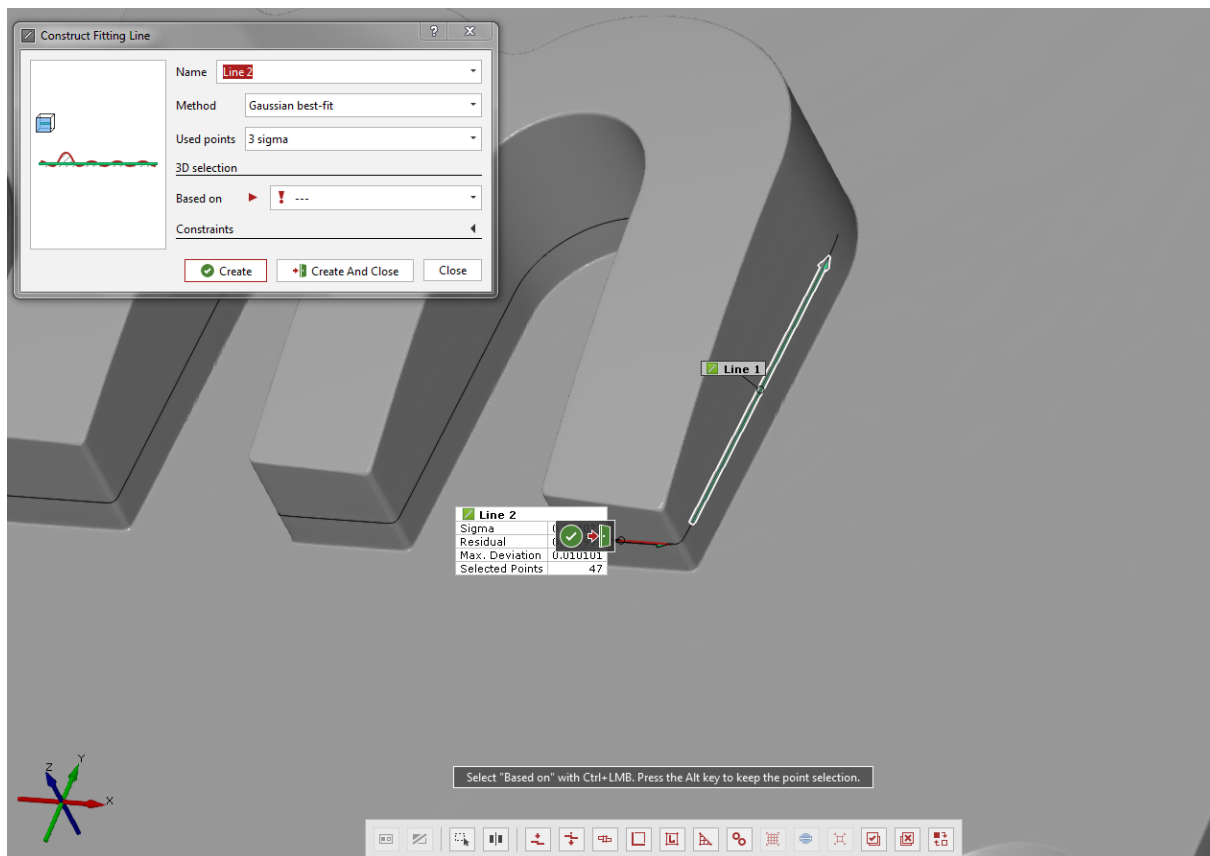 Construct Fitting Line
?
Name Line 2
Method Gaussian best-fit
Used points 3 sigma
3D selection
Based on ---
Constraints
Create Create And Close Close
Line 1
Line 2
Sigma
Residual
Max. Deviation 0.010101
Selected Points 47
Z Y
X
Select "Based on" with Ctrl+LMB. Press the Alt key to keep the point selection.